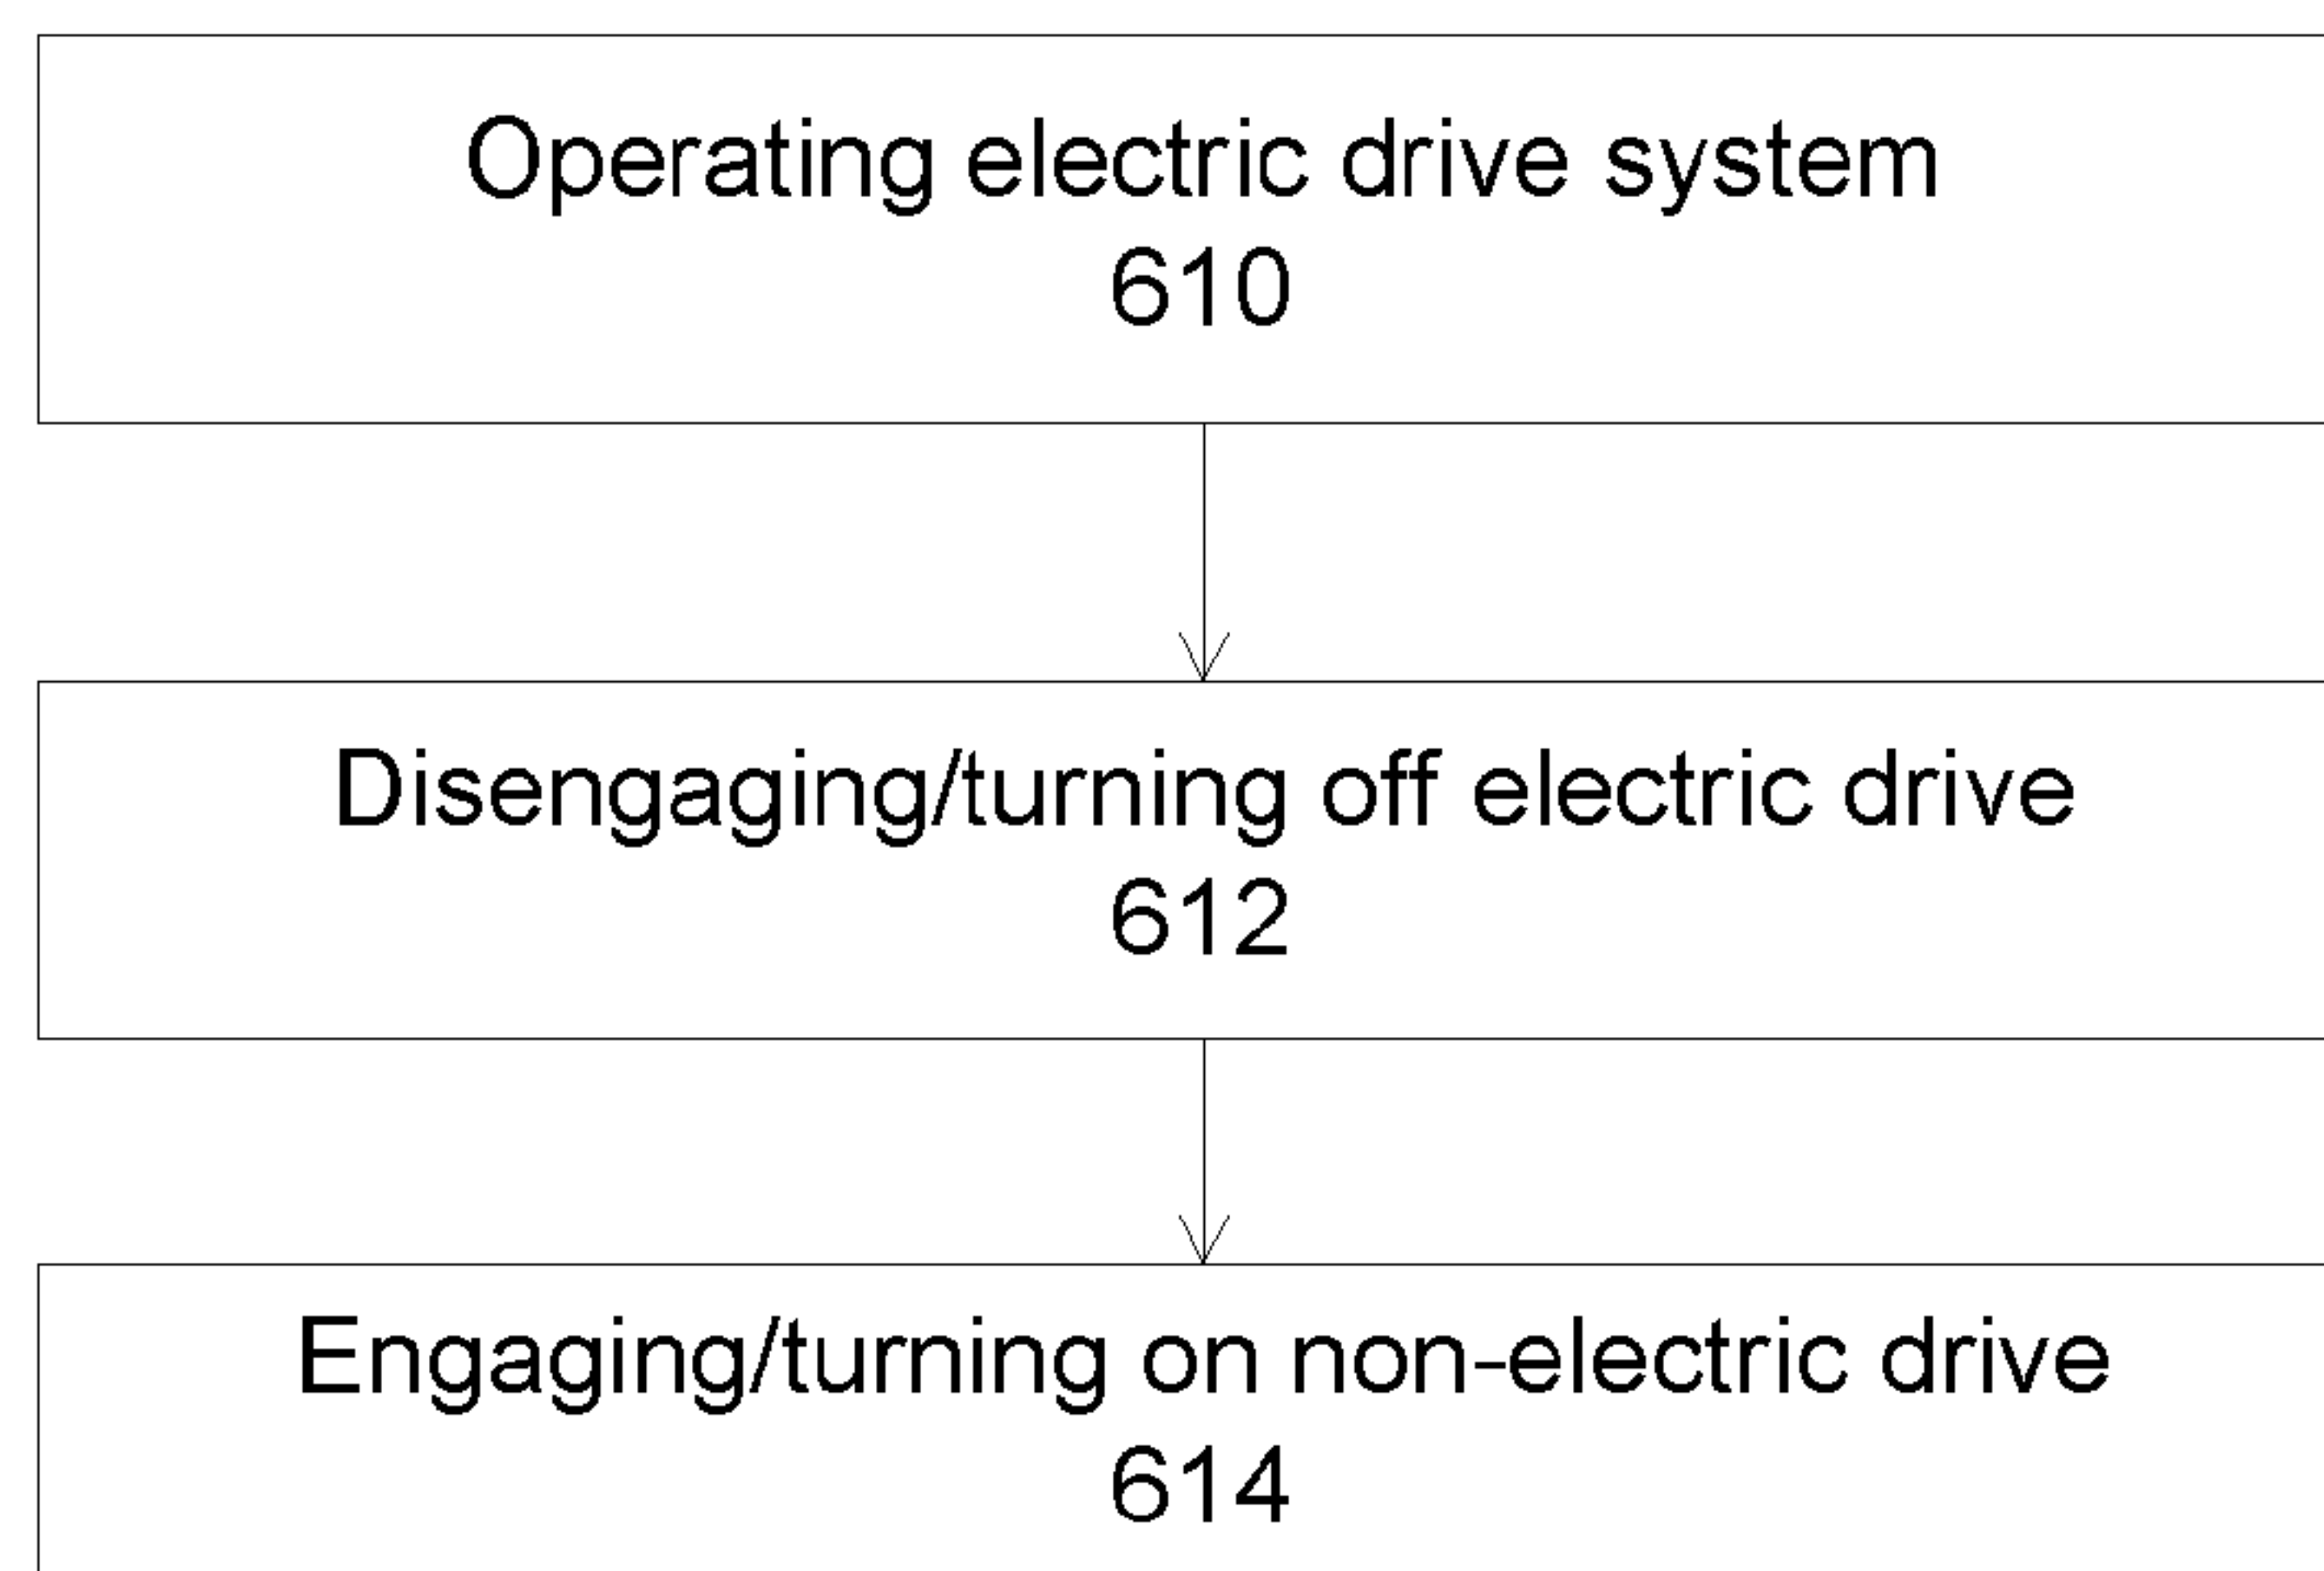 Operating electric drive system
610
Disengaging/turning off electric drive
612
Engaging/turning on non-electric drive
614